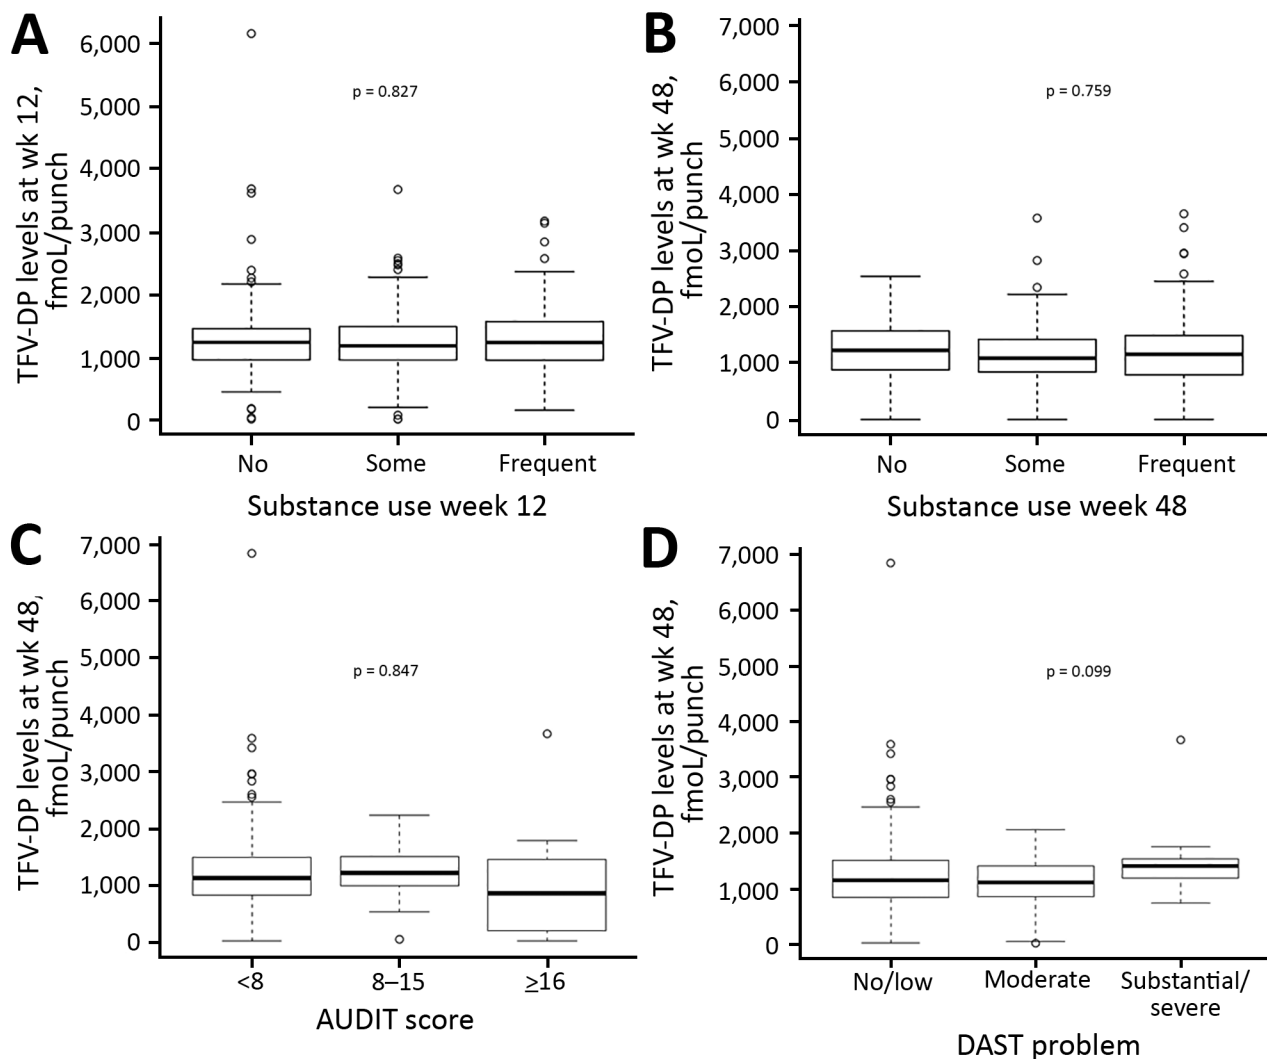 A
TFV-DP levels at wk 12,
fmoL/punch
6,000
5,000
4,000
3,000
2,000
1,000
0
p = 0.827
No
Some
Frequent
Substance use week 12
B
TFV-DP levels at wk 48,
fmoL/punch
7,000
6,000
5,000
4,000
3,000
2,000
1,000
0
p = 0.759
No
Some
Frequent
Substance use week 48
C
TFV-DP levels at wk 48,
fmoL/punch
7,000
6,000
5,000
4,000
3,000
2,000
1,000
0
p = 0.847
<8
8–15
≥16
AUDIT score
D
TFV-DP levels at wk 48,
fmoL/punch
7,000
6,000
5,000
4,000
3,000
2,000
1,000
0
p = 0.099
No/low
Moderate
Substantial/
severe
DAST problem